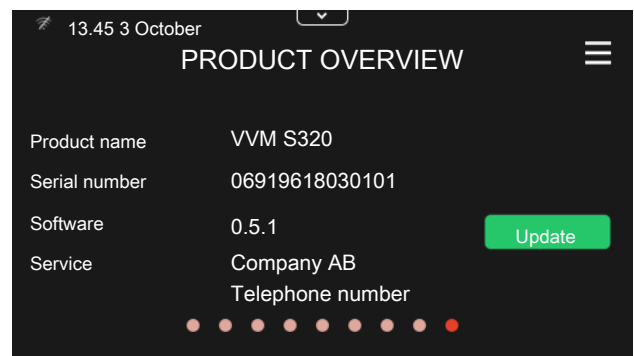 13.45 3 October
PRODUCT OVERVIEW
Product name VVM S320
Serial number 06919618030101
Software 0.5.1 Update
Service Company AB
Telephone number